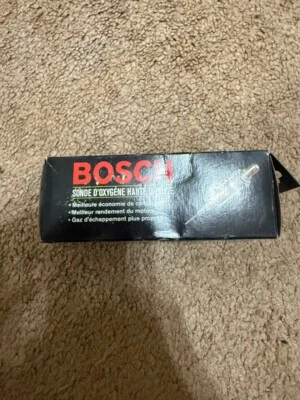 BOSCH
SONDE D'OXYGÈNE HAUTE
• Meilleure économie de
• Meilleur rendement du moteur
• Gaz d'échappement plus propres